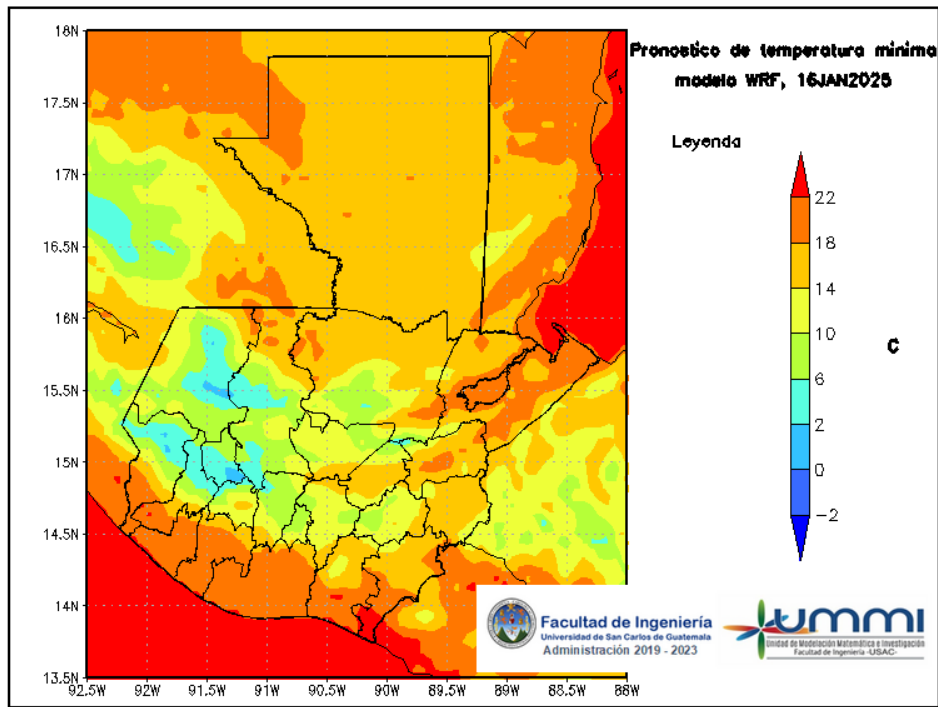 Pronostico de temperatura minima
modelo WRF, 16JAN2025
Leyenda
22
18
14
10
6
2
0
−2
C
18N
17.5N
17N
16.5N
16N
15.5N
15N
14.5N
14N
13.5N
92.5W
92W
91.5W
91W
90.5W
90W
89.5W
89W
88.5W
88W
Facultad de Ingeniería
Universidad de San Carlos de Guatemala
Administración 2019 - 2023
ummi
Unidad de Modelación Matemática e Investigación
Facultad de Ingeniería -USAC-